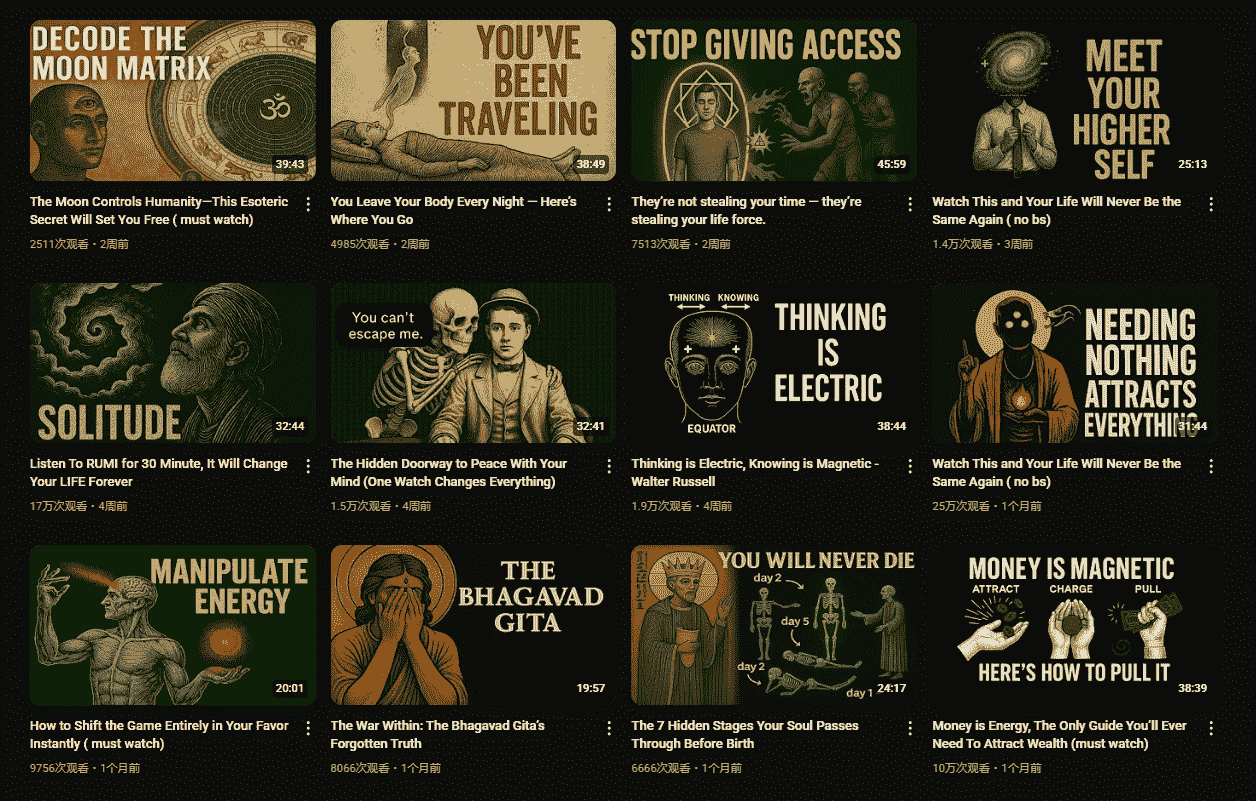 DECODE THE
MOON MATRIX
ॐ
39:43
YOU'VE
BEEN
TRAVELING
38:49
STOP GIVING ACCESS
45:59
MEET
YOUR
HIGHER
SELF
25:13
The Moon Controls Humanity—This Esoteric
Secret Will Set You Free ( must watch)
2511次观看・2周前
You Leave Your Body Every Night — Here's
Where You Go
4985次观看・2周前
They're not stealing your time — they're
stealing your life force.
7513次观看・2周前
Watch This and Your Life Will Never Be the
Same Again ( no bs)
1.4万次观看・3周前
SOLITUDE
32:44
You can't
escape me.
32:41
THINKING KNOWING
THINKING
IS
ELECTRIC
EQUATOR
38:44
NEEDING
NOTHING
ATTRACTS
EVERYTHING
31:44
Listen To RUMI for 30 Minute, It Will Change
Your LIFE Forever
17万次观看・4周前
The Hidden Doorway to Peace With Your
Mind (One Watch Changes Everything)
1.5万次观看・4周前
Thinking is Electric, Knowing is Magnetic -
Walter Russell
1.9万次观看・4周前
Watch This and Your Life Will Never Be the
Same Again ( no bs)
25万次观看・1个月前
MANIPULATE
ENERGY
20:01
THE
BHAGAVAD
GITA
19:57
YOU WILL NEVER DIE
day 2
day 5
day 2
day 1
24:17
MONEY IS MAGNETIC
ATTRACT CHARGE PULL
HERE'S HOW TO PULL IT
38:39
How to Shift the Game Entirely in Your Favor
Instantly ( must watch)
9756次观看・1个月前
The War Within: The Bhagavad Gita's
Forgotten Truth
8066次观看・1个月前
The 7 Hidden Stages Your Soul Passes
Through Before Birth
6666次观看・1个月前
Money is Energy, The Only Guide You'll Ever
Need To Attract Wealth (must watch)
10万次观看・1个月前